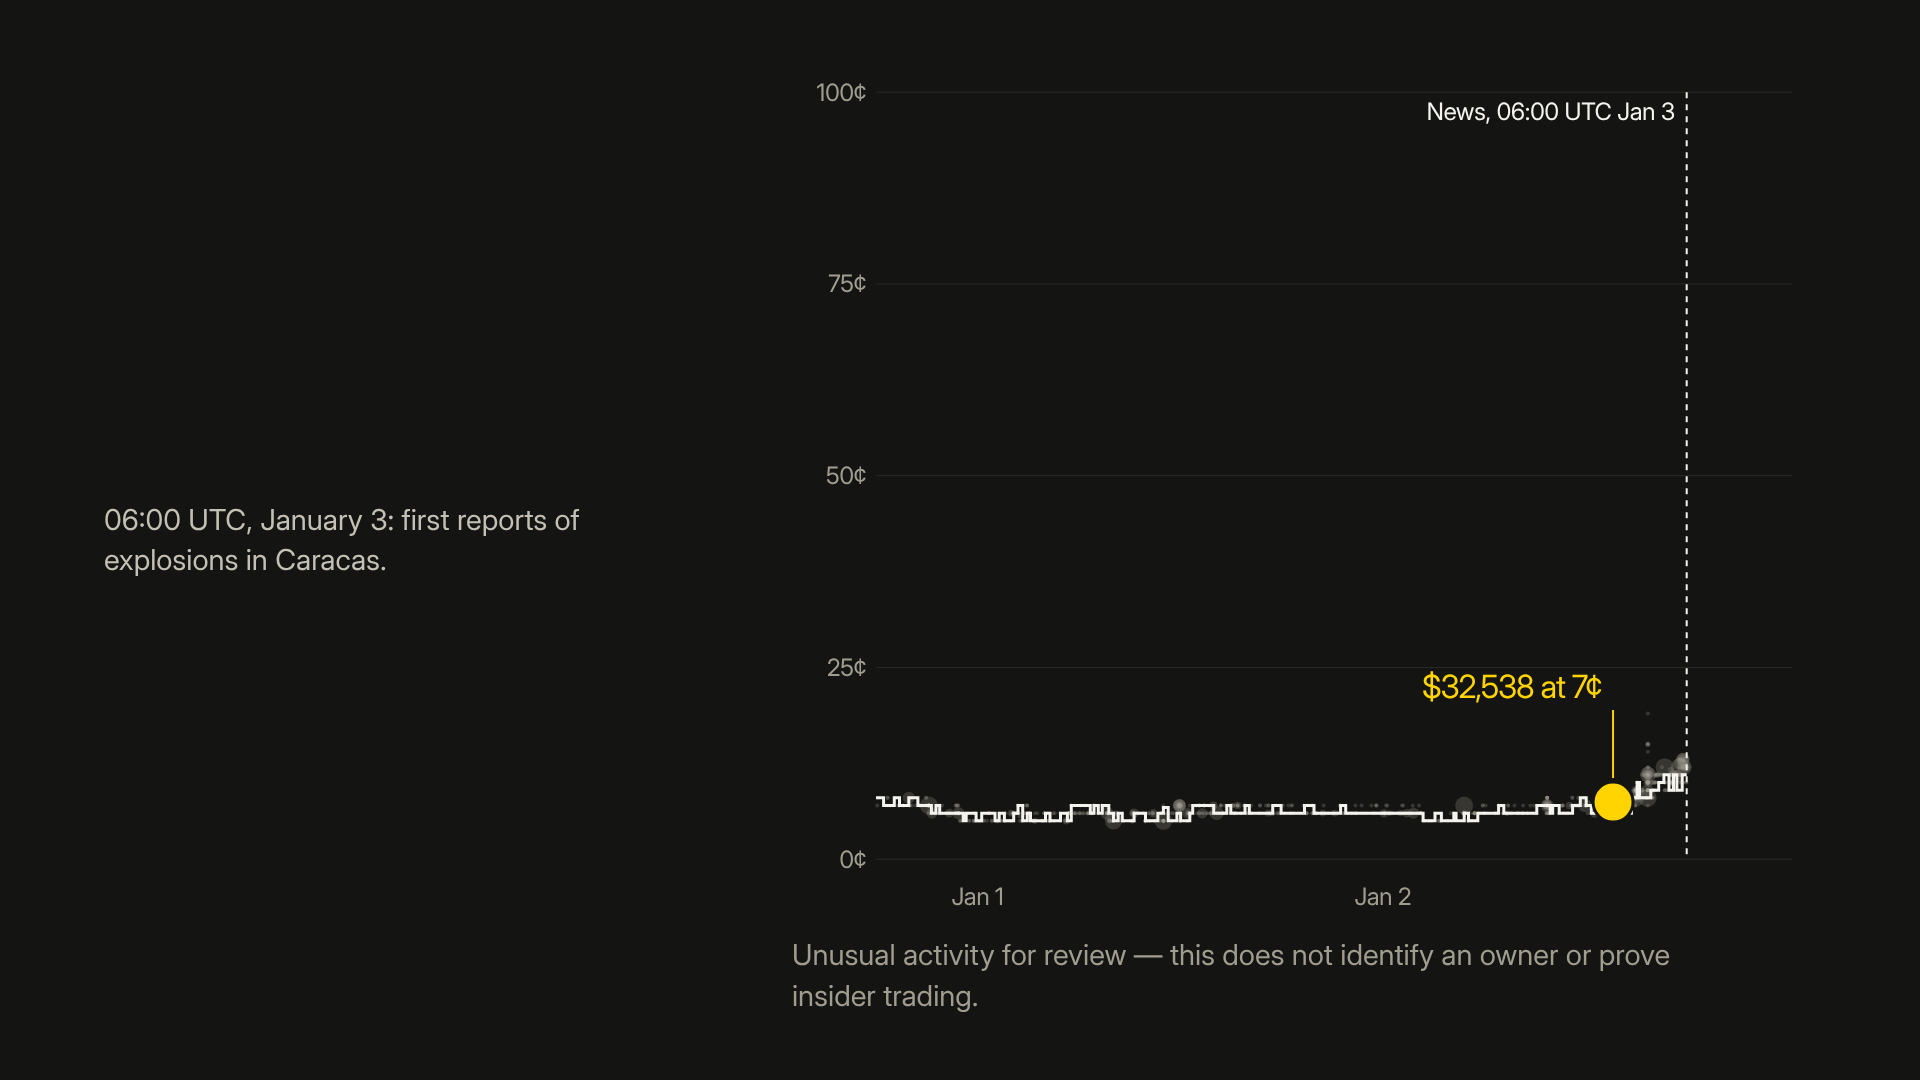 06:00 UTC, January 3: first reports of
explosions in Caracas.
100¢
News, 06:00 UTC Jan 3
75¢
50¢
25¢
$32,538 at 7¢
0¢
Jan 1
Jan 2
Unusual activity for review — this does not identify an owner or prove
insider trading.